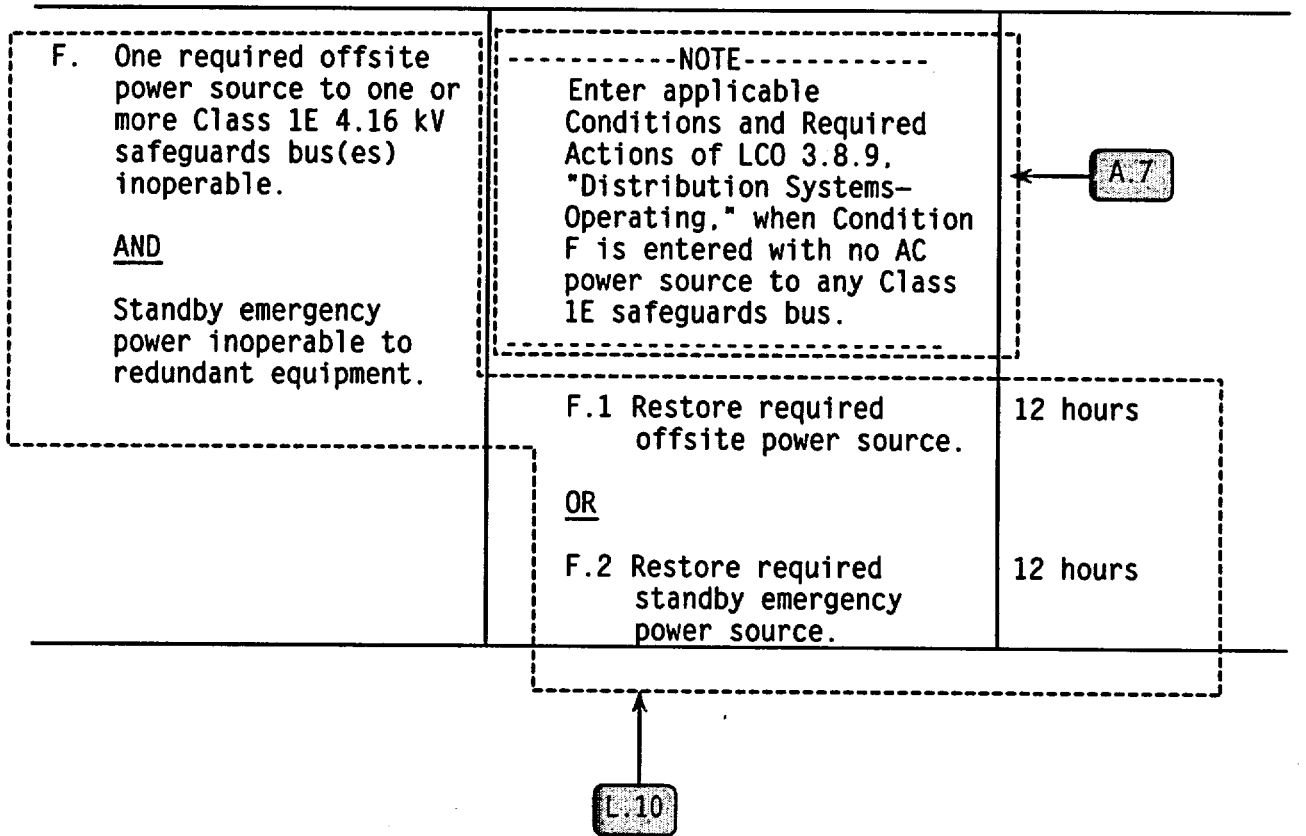 F. One required offsite
power source to one or
more Class 1E 4.16 kV
safeguards bus(es)
inoperable.
AND
Standby emergency
power inoperable to
redundant equipment.
-----------NOTE------------
Enter applicable
Conditions and Required
Actions of LCO 3.8.9,
"Distribution Systems—
Operating," when Condition
F is entered with no AC
power source to any Class
1E safeguards bus.
---------------------------
A.7
F.1 Restore required
offsite power source.
12 hours
OR
F.2 Restore required
standby emergency
power source.
12 hours
L.10